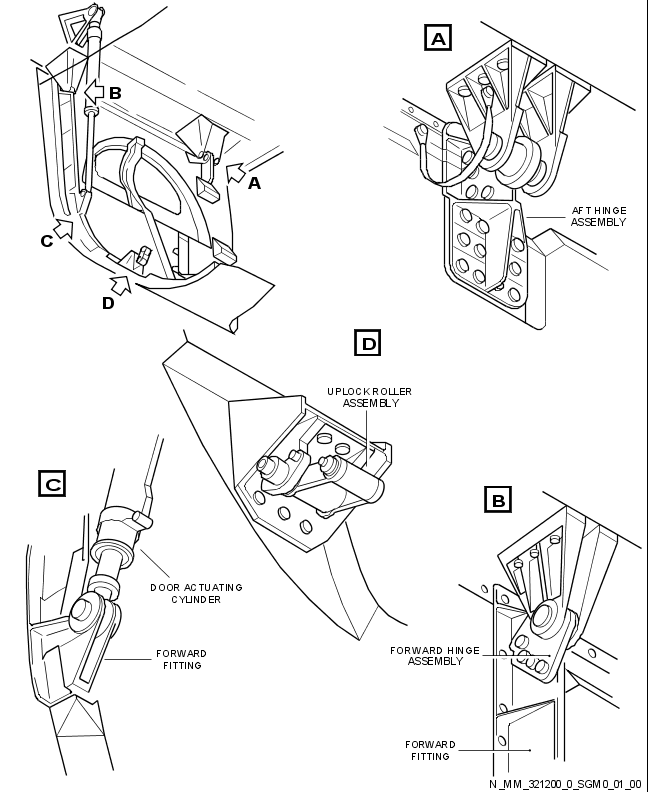 A
B
A
C
D
AFT HINGE
ASSEMBLY
D
UPLOCK ROLLER
ASSEMBLY
C
B
DOOR ACTUATING
CYLINDER
FORWARD
FITTING
FORWARD HINGE
ASSEMBLY
FORWARD
FITTING
N_MM_321200_0_SGM0_01_00